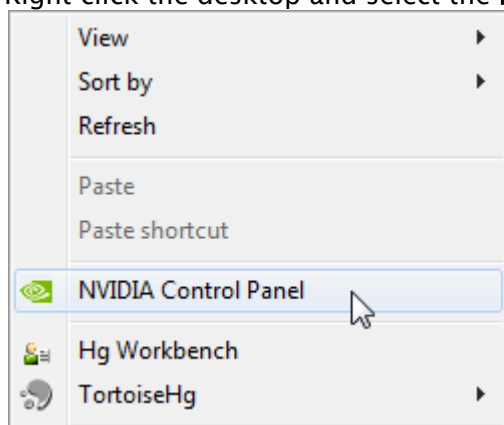 Right click the desktop and select the
View
Sort by
Refresh
Paste
Paste shortcut
NVIDIA Control Panel
Hg Workbench
TortoiseHg